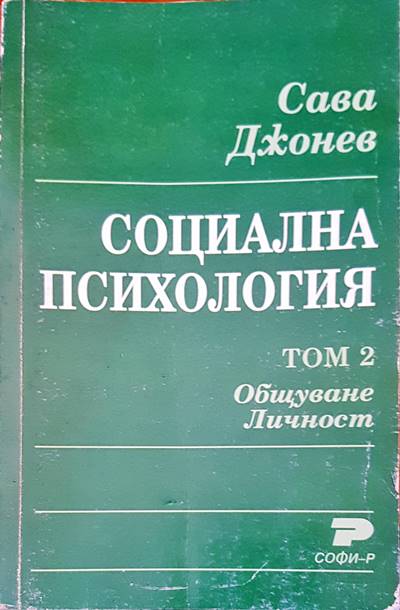 Сава
Джонев
СОЦИАЛНА
ПСИХОЛОГИЯ
ТОМ 2
Общуване
Личност
СОФИ–Р